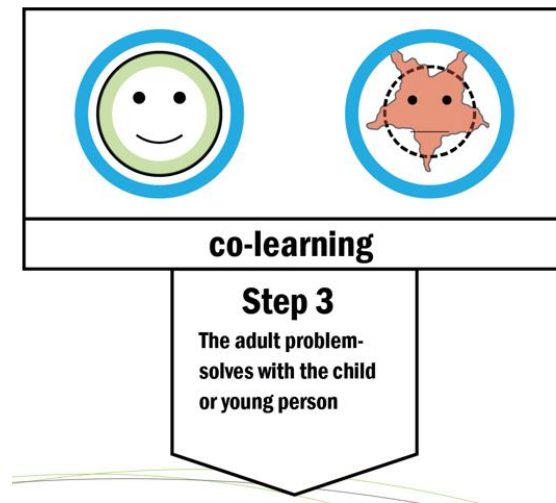 co-learning
Step 3
The adult problem-
solves with the child
or young person